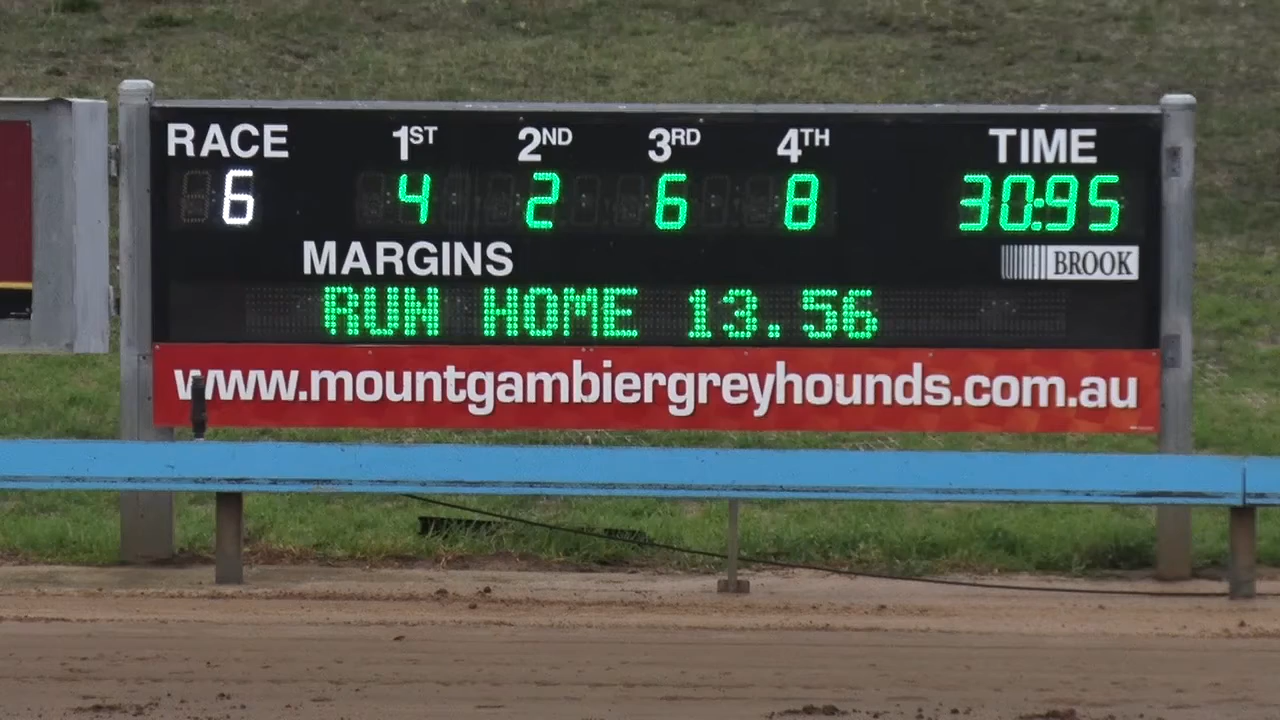 RACE 1ST 2ND 3RD 4TH TIME
6 4 2 6 8 30:95
MARGINS BROOK
RUN HOME 13.56
www.mountgambiergreyhounds.com.au